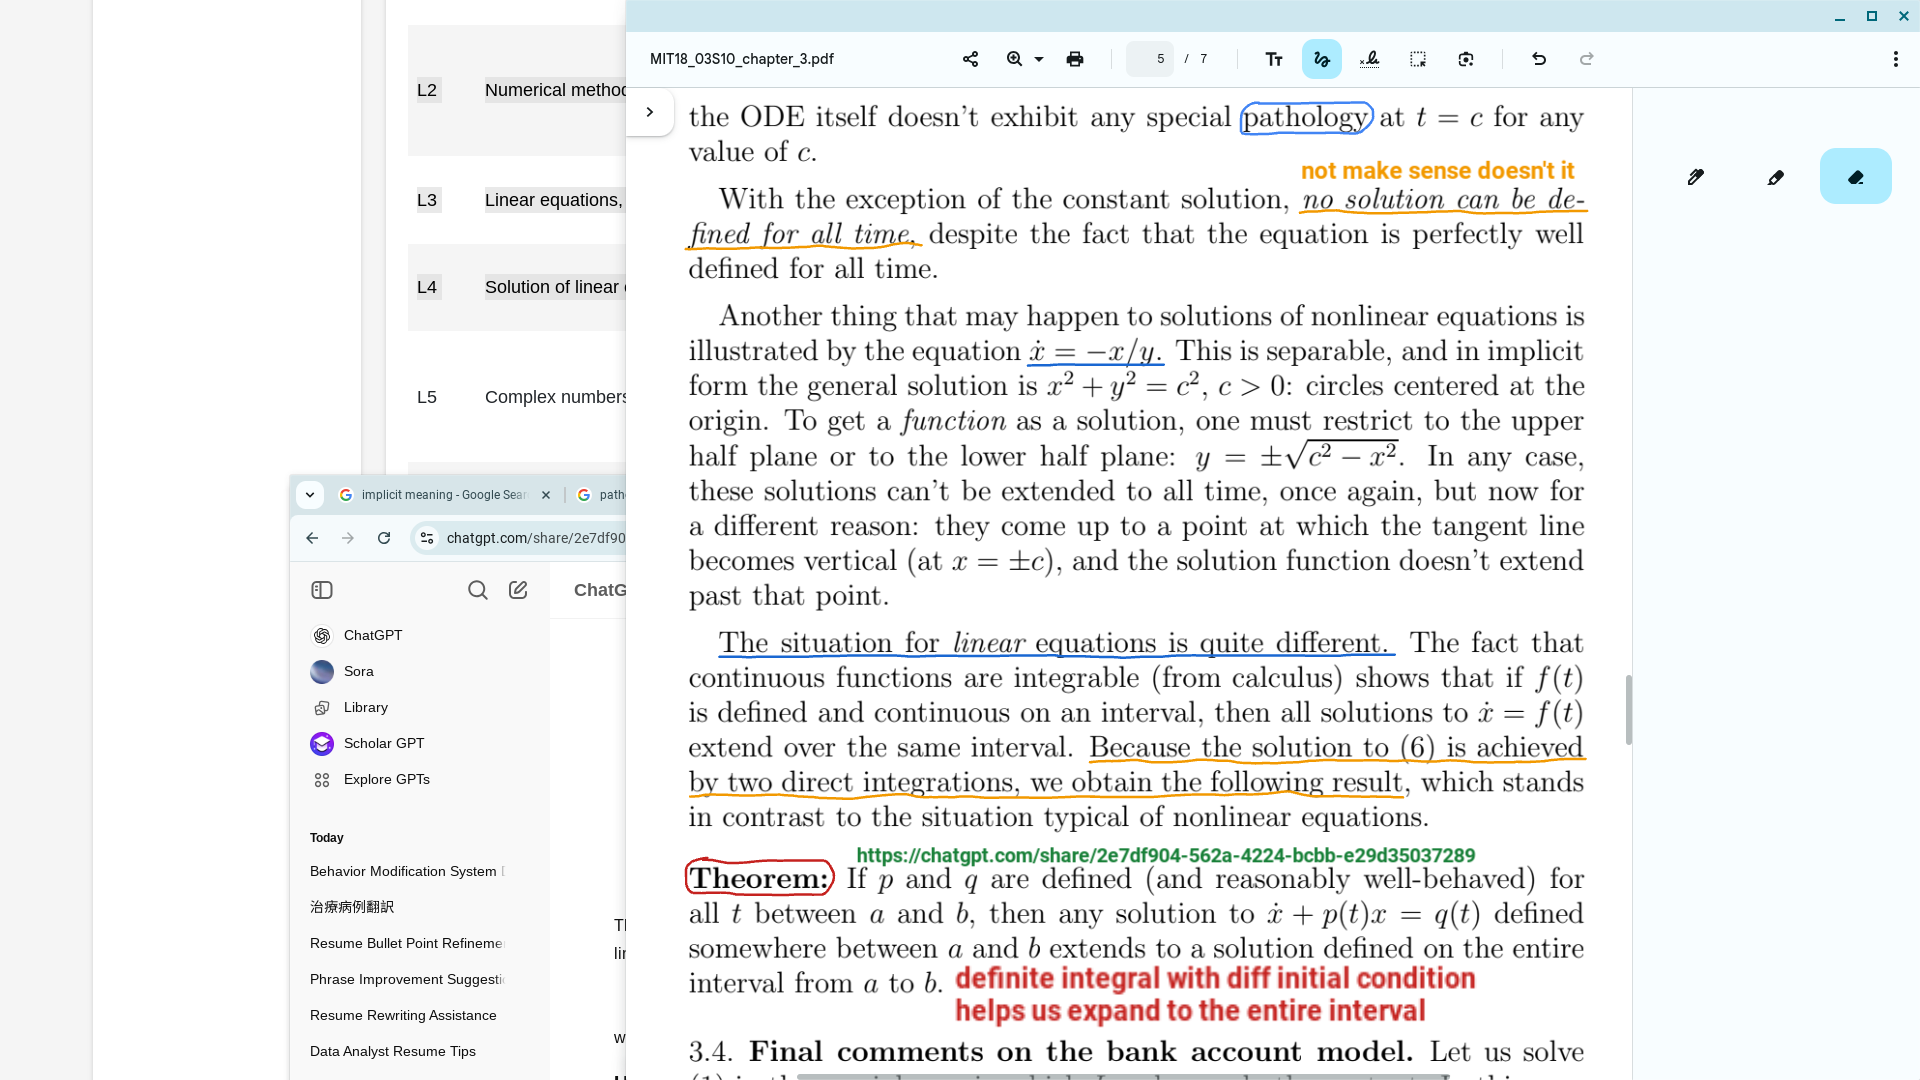 L2
Numerical method
L3
Linear equations,
L4
Solution of linear
L5
Complex numbers
implicit meaning - Google Sear
path
chatgpt.com/share/2e7df90
ChatG
ChatGPT
Sora
Library
Scholar GPT
Explore GPTs
Today
Behavior Modification System
治療病例翻訳
Resume Bullet Point Refineme
Phrase Improvement Suggesti
Resume Rewriting Assistance
Data Analyst Resume Tips
MIT18_03S10_chapter_3.pdf
5 / 7
the ODE itself doesn't exhibit any special pathology at t = c for any
value of c.
not make sense doesn't it
With the exception of the constant solution, no solution can be de-
fined for all time, despite the fact that the equation is perfectly well
defined for all time.
Another thing that may happen to solutions of nonlinear equations is
illustrated by the equation ẋ = −x/y. This is separable, and in implicit
form the general solution is x² + y² = c², c > 0: circles centered at the
origin. To get a function as a solution, one must restrict to the upper
half plane or to the lower half plane: y = ±√(c² − x²). In any case,
these solutions can't be extended to all time, once again, but now for
a different reason: they come up to a point at which the tangent line
becomes vertical (at x = ±c), and the solution function doesn't extend
past that point.
The situation for linear equations is quite different. The fact that
continuous functions are integrable (from calculus) shows that if f(t)
is defined and continuous on an interval, then all solutions to ẋ = f(t)
extend over the same interval. Because the solution to (6) is achieved
by two direct integrations, we obtain the following result, which stands
in contrast to the situation typical of nonlinear equations.
https://chatgpt.com/share/2e7df904-562a-4224-bcbb-e29d35037289
Theorem: If p and q are defined (and reasonably well-behaved) for
all t between a and b, then any solution to ẋ + p(t)x = q(t) defined
somewhere between a and b extends to a solution defined on the entire
interval from a to b.
definite integral with diff initial condition
helps us expand to the entire interval
3.4. Final comments on the bank account model. Let us solve